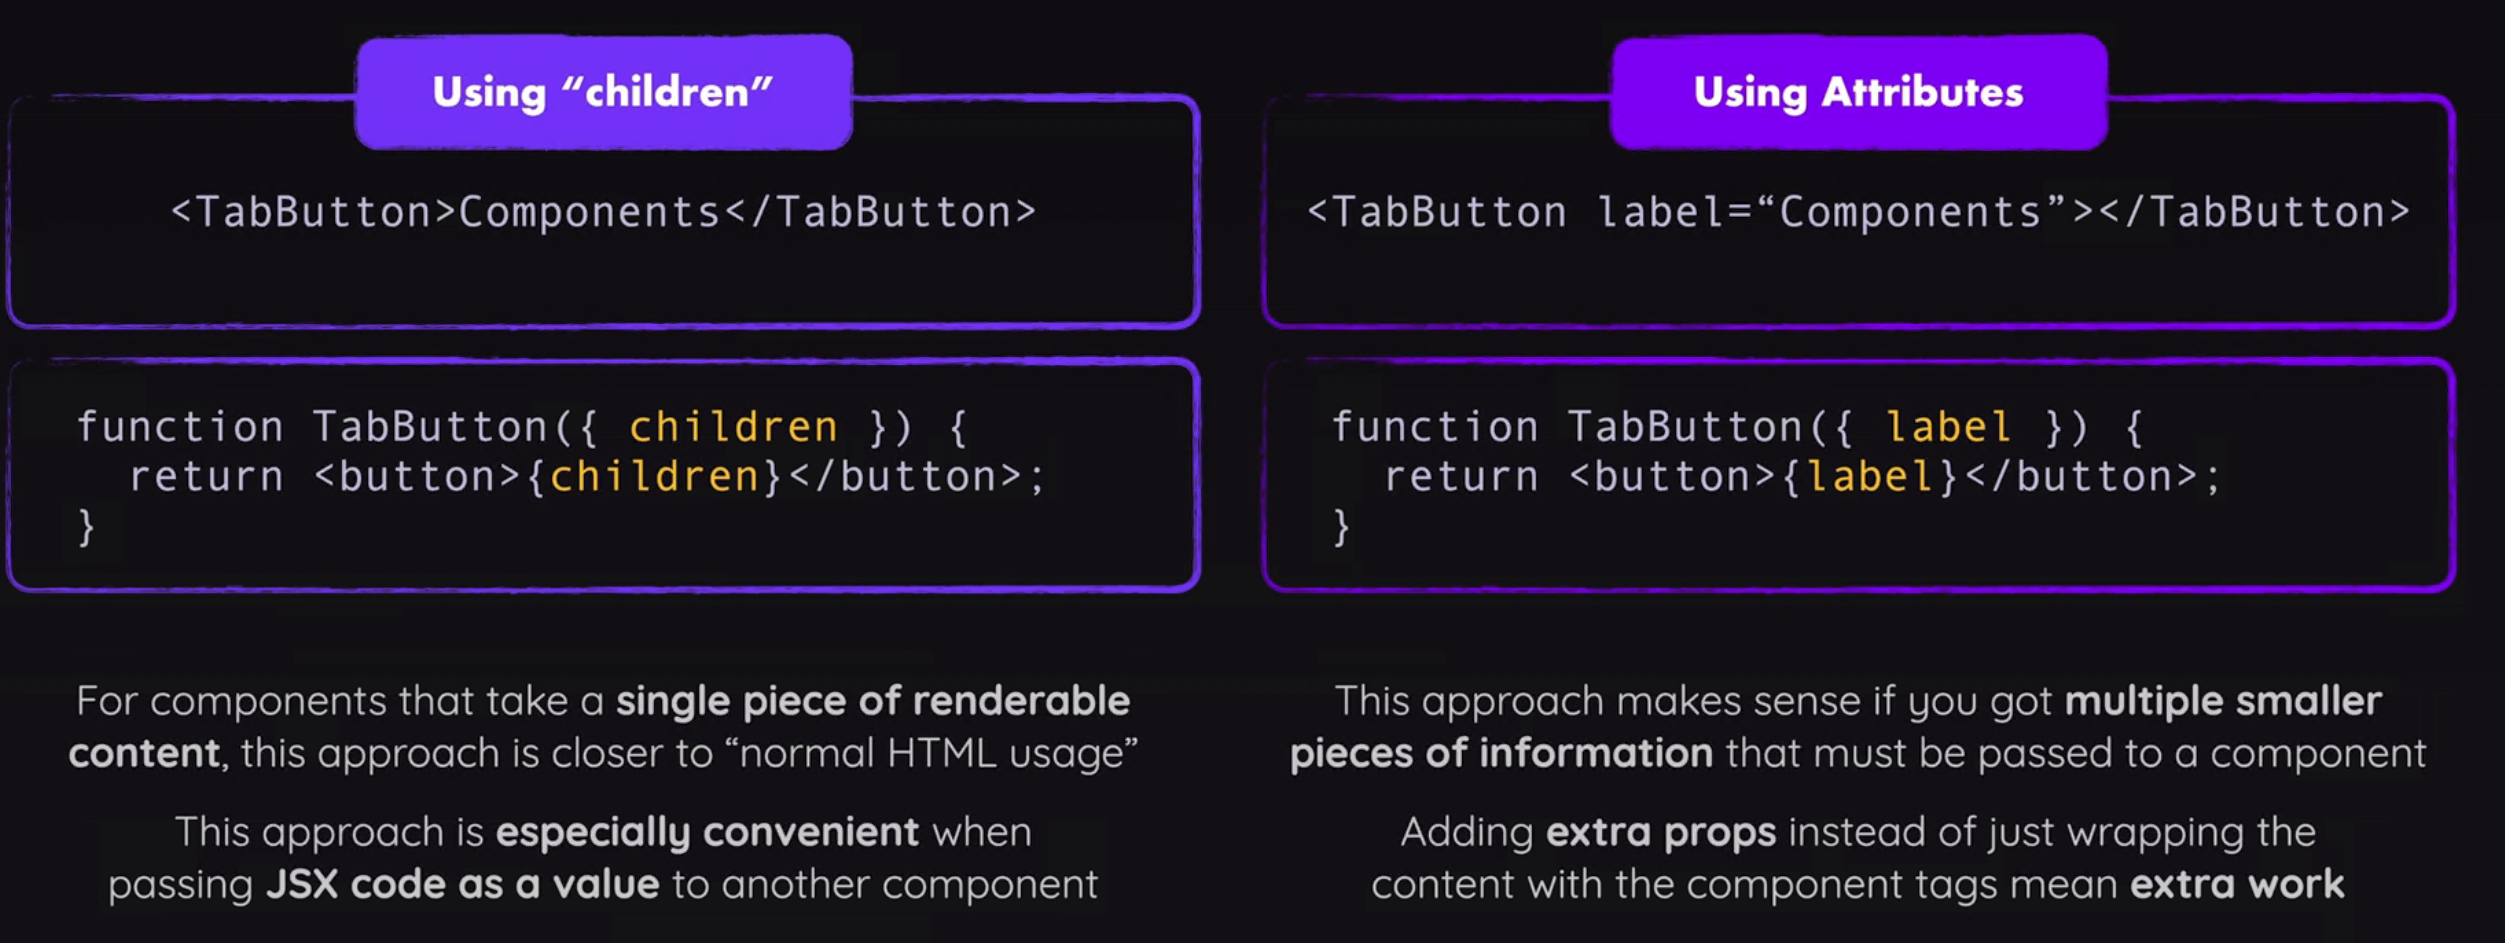 Using “children”
<TabButton>Components</TabButton>
function TabButton({ children }) {
  return <button>{children}</button>;
}
For components that take a single piece of renderable
content, this approach is closer to “normal HTML usage”
This approach is especially convenient when
passing JSX code as a value to another component
Using Attributes
<TabButton label=“Components”></TabButton>
function TabButton({ label }) {
  return <button>{label}</button>;
}
This approach makes sense if you got multiple smaller
pieces of information that must be passed to a component
Adding extra props instead of just wrapping the
content with the component tags mean extra work